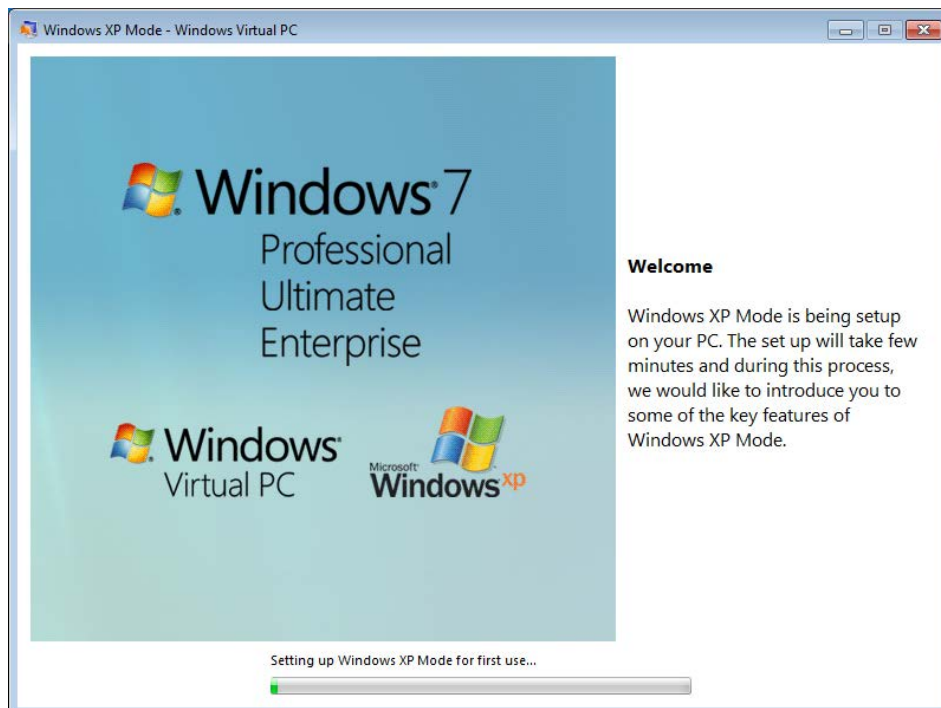 Windows XP Mode - Windows Virtual PC
Windows® 7
Professional
Ultimate
Enterprise
Windows®
Virtual PC
Microsoft®
Windows xp
Welcome
Windows XP Mode is being setup
on your PC. The set up will take few
minutes and during this process,
we would like to introduce you to
some of the key features of
Windows XP Mode.
Setting up Windows XP Mode for first use...